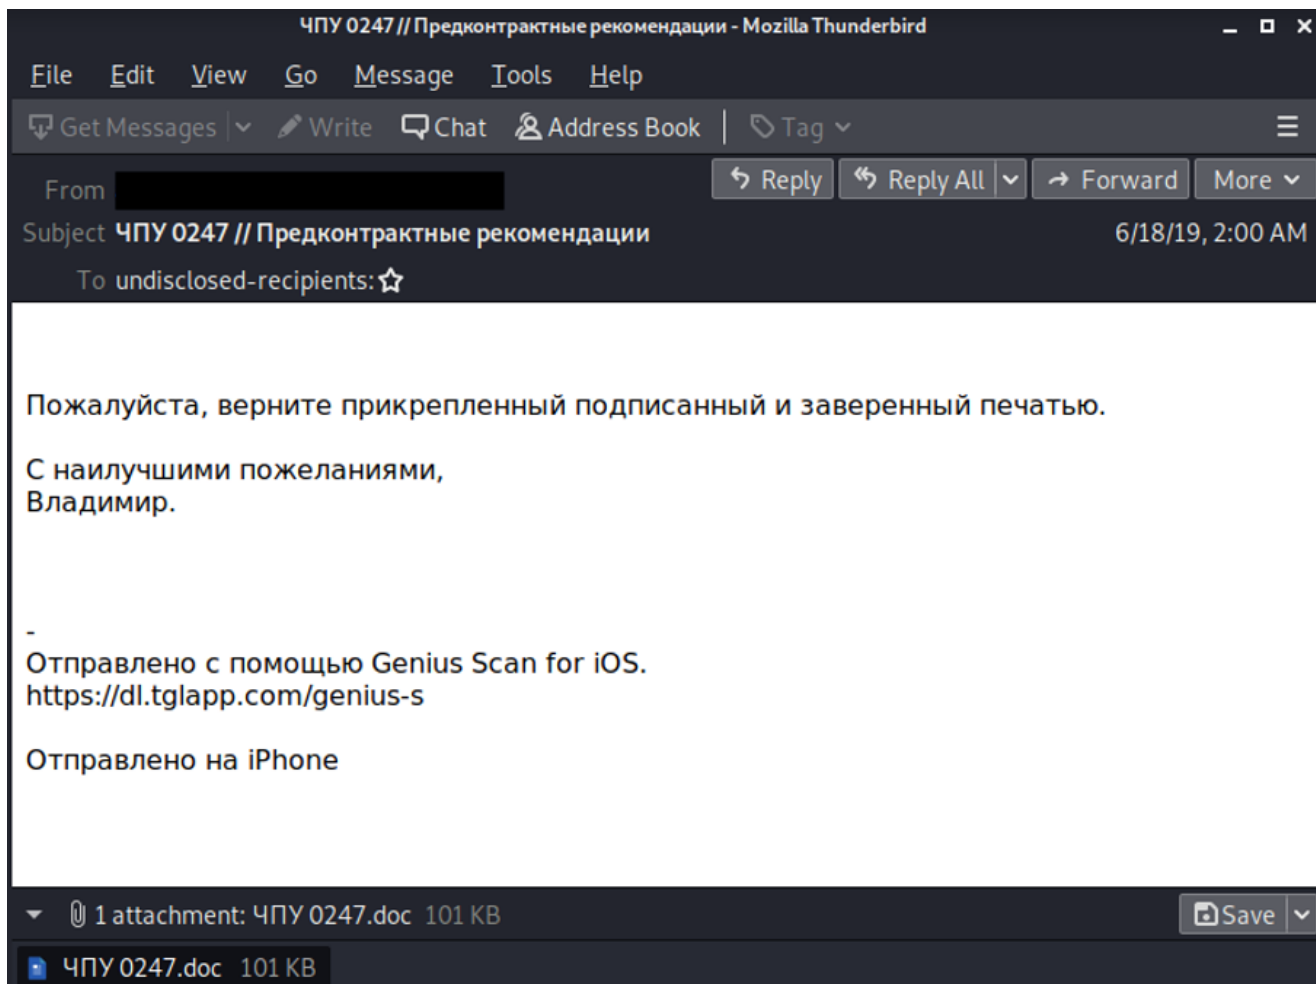 ЧПУ 0247 // Предконтрактные рекомендации - Mozilla Thunderbird
File Edit View Go Message Tools Help
Get Messages Write Chat Address Book Tag
From Reply Reply All Forward More
Subject ЧПУ 0247 // Предконтрактные рекомендации 6/18/19, 2:00 AM
To undisclosed-recipients:
Пожалуйста, верните прикрепленный подписанный и заверенный печатью.
С наилучшими пожеланиями,
Владимир.
-
Отправлено с помощью Genius Scan for iOS.
https://dl.tglapp.com/genius-s
Отправлено на iPhone
1 attachment: ЧПУ 0247.doc 101 KB Save
ЧПУ 0247.doc 101 KB